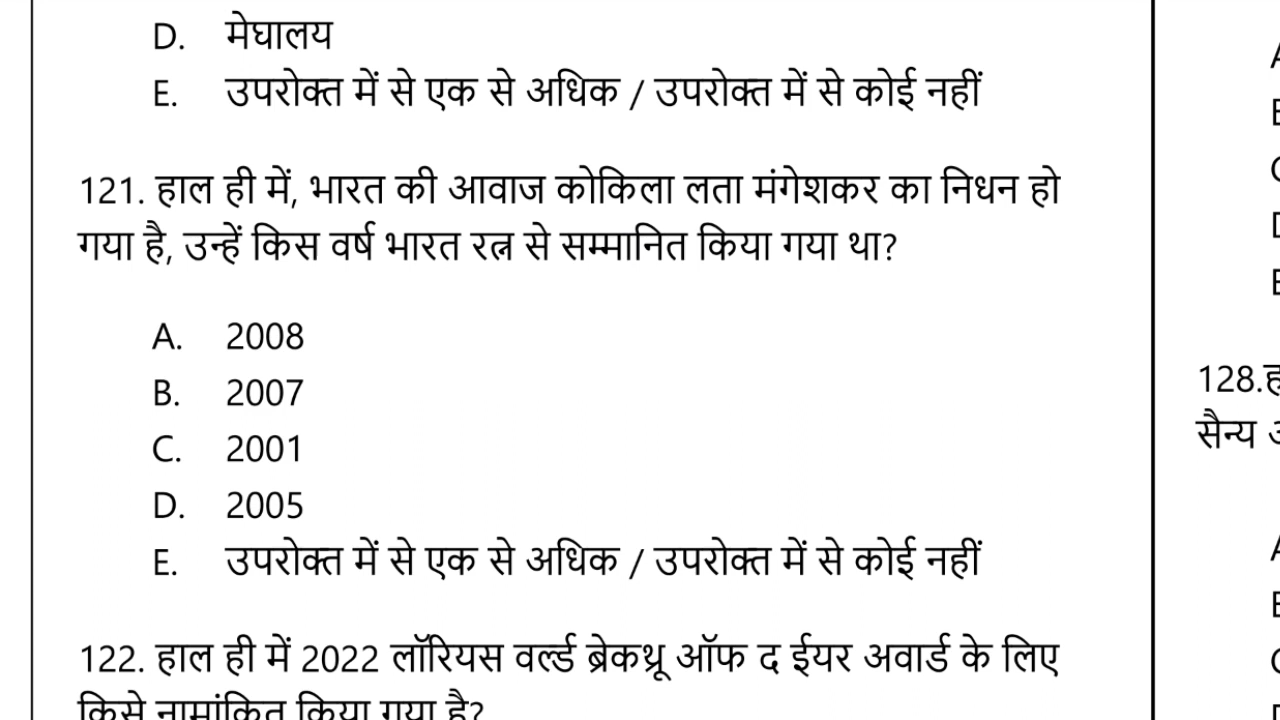 D. मेघालय
E. उपरोक्त में से एक से अधिक / उपरोक्त में से कोई नहीं
121. हाल ही में, भारत की आवाज कोकिला लता मंगेशकर का निधन हो
गया है, उन्हें किस वर्ष भारत रत्न से सम्मानित किया गया था?
A. 2008
B. 2007
C. 2001
D. 2005
E. उपरोक्त में से एक से अधिक / उपरोक्त में से कोई नहीं
122. हाल ही में 2022 लॉरियस वर्ल्ड ब्रेकथ्रू ऑफ द ईयर अवार्ड के लिए
किसे नामांकित किया गया है?
128.
सैन्य